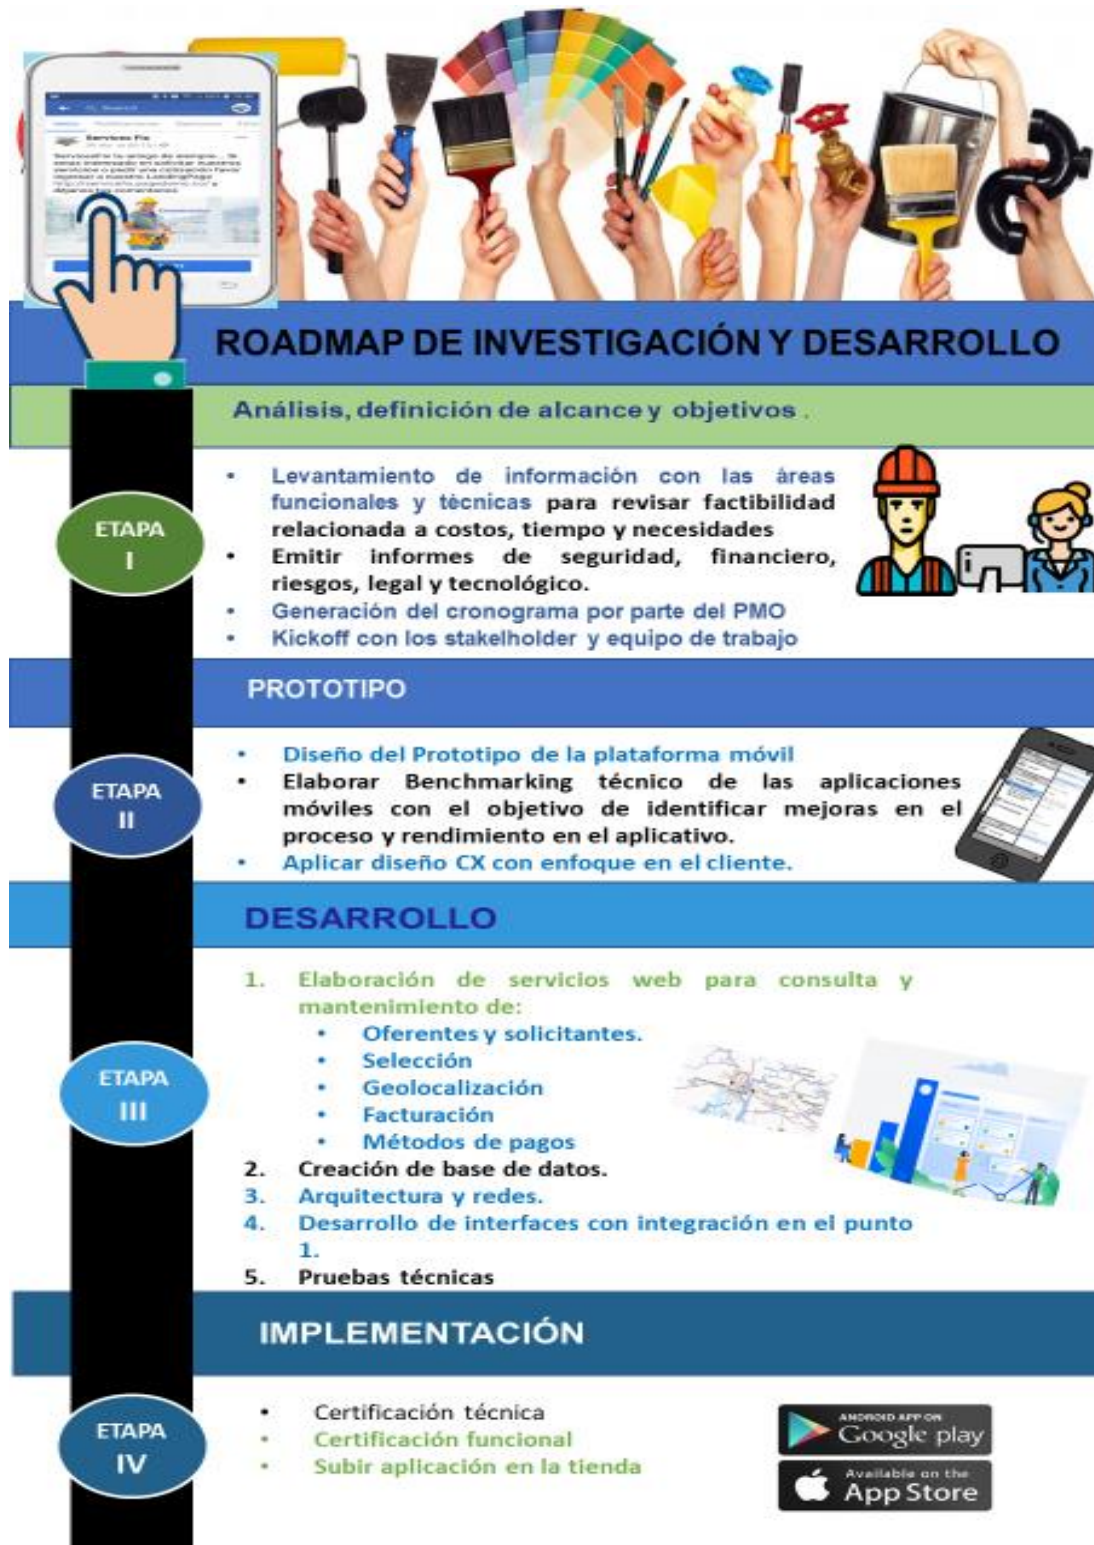 Search
Services Fix
ROADMAP DE INVESTIGACIÓN Y DESARROLLO
Análisis, definición de alcance y objetivos .
ETAPA
I
• Levantamiento de información con las áreas
funcionales y técnicas para revisar factibilidad
relacionada a costos, tiempo y necesidades
• Emitir informes de seguridad, financiero,
riesgos, legal y tecnológico.
• Generación del cronograma por parte del PMO
• Kickoff con los stakelholder y equipo de trabajo
PROTOTIPO
ETAPA
II
• Diseño del Prototipo de la plataforma móvil
• Elaborar Benchmarking técnico de las aplicaciones
móviles con el objetivo de identificar mejoras en el
proceso y rendimiento en el aplicativo.
• Aplicar diseño CX con enfoque en el cliente.
DESARROLLO
ETAPA
III
1. Elaboración de servicios web para consulta y
mantenimiento de:
• Oferentes y solicitantes.
• Selección
• Geolocalización
• Facturación
• Métodos de pagos
2. Creación de base de datos.
3. Arquitectura y redes.
4. Desarrollo de interfaces con integración en el punto
1.
5. Pruebas técnicas
IMPLEMENTACIÓN
ETAPA
IV
• Certificación técnica
• Certificación funcional
• Subir aplicación en la tienda
ANDROID APP ON
Google play
Available on the
App Store